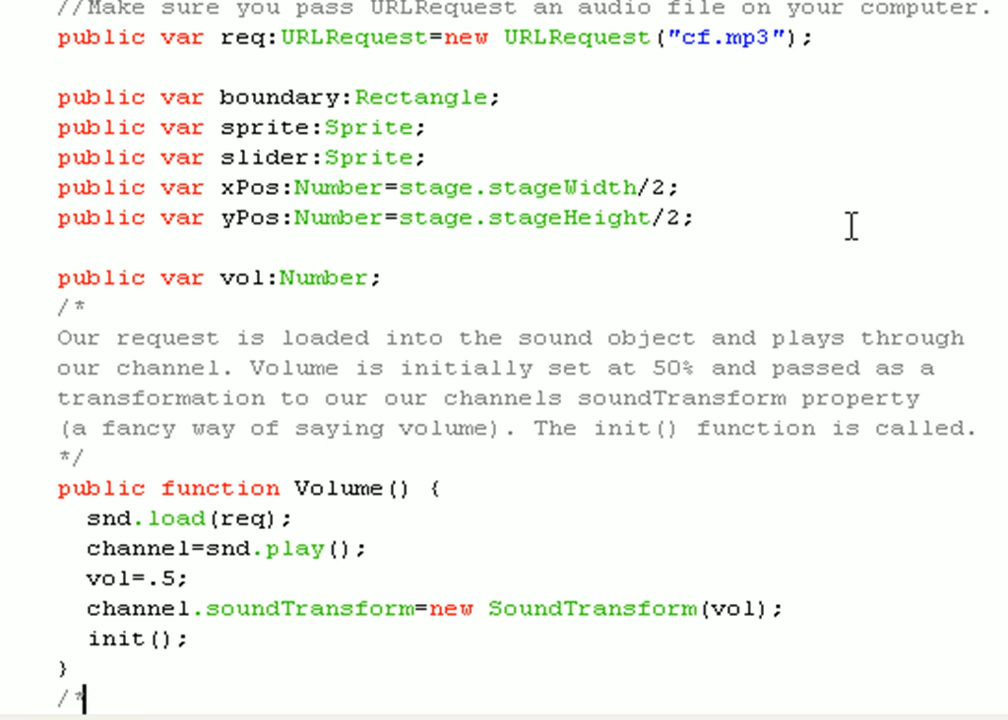 //Make sure you pass URLRequest an audio file on your computer.
public var req:URLRequest=new URLRequest("cf.mp3");
public var boundary:Rectangle;
public var sprite:Sprite;
public var slider:Sprite;
public var xPos:Number=stage.stageWidth/2;
public var yPos:Number=stage.stageHeight/2;
public var vol:Number;
/*
Our request is loaded into the sound object and plays through
our channel. Volume is initially set at 50% and passed as a
transformation to our our channels soundTransform property
(a fancy way of saying volume). The init() function is called.
*/
public function Volume() {
snd.load(req);
channel=snd.play();
vol=.5;
channel.soundTransform=new SoundTransform(vol);
init();
}
/*